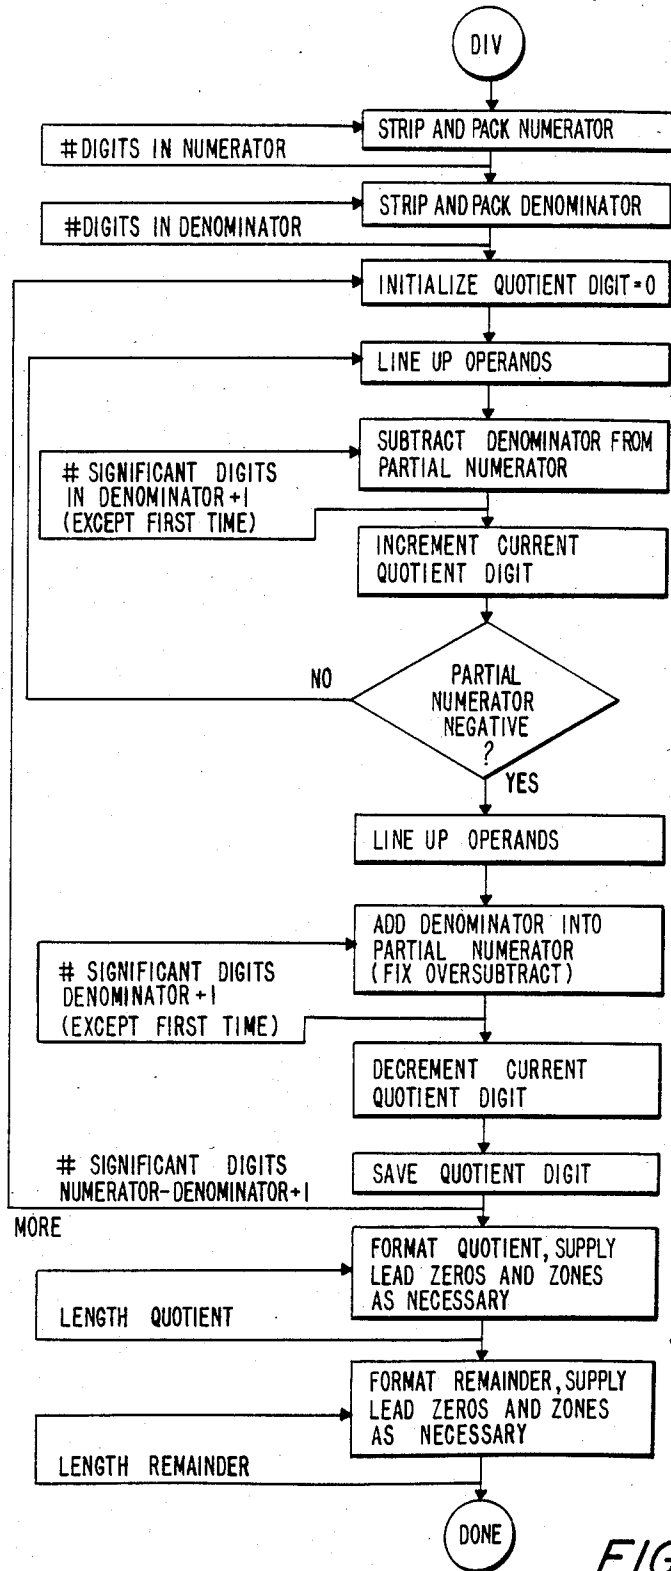 DIV
STRIP AND PACK NUMERATOR
#DIGITS IN NUMERATOR
STRIP AND PACK DENOMINATOR
#DIGITS IN DENOMINATOR
INITIALIZE QUOTIENT DIGIT=0
LINE UP OPERANDS
SUBTRACT DENOMINATOR FROM
PARTIAL NUMERATOR
# SIGNIFICANT DIGITS
IN DENOMINATOR+1
(EXCEPT FIRST TIME)
INCREMENT CURRENT
QUOTIENT DIGIT
NO
PARTIAL
NUMERATOR
NEGATIVE
?
YES
LINE UP OPERANDS
ADD DENOMINATOR INTO
PARTIAL NUMERATOR
(FIX OVERSUBTRACT)
# SIGNIFICANT DIGITS
DENOMINATOR+1
(EXCEPT FIRST TIME)
DECREMENT CURRENT
QUOTIENT DIGIT
SAVE QUOTIENT DIGIT
# SIGNIFICANT DIGITS
NUMERATOR-DENOMINATOR+1
MORE
FORMAT QUOTIENT, SUPPLY
LEAD ZEROS AND ZONES
AS NECESSARY
LENGTH QUOTIENT
FORMAT REMAINDER, SUPPLY
LEAD ZEROS AND ZONES
AS NECESSARY
LENGTH REMAINDER
DONE
FIG